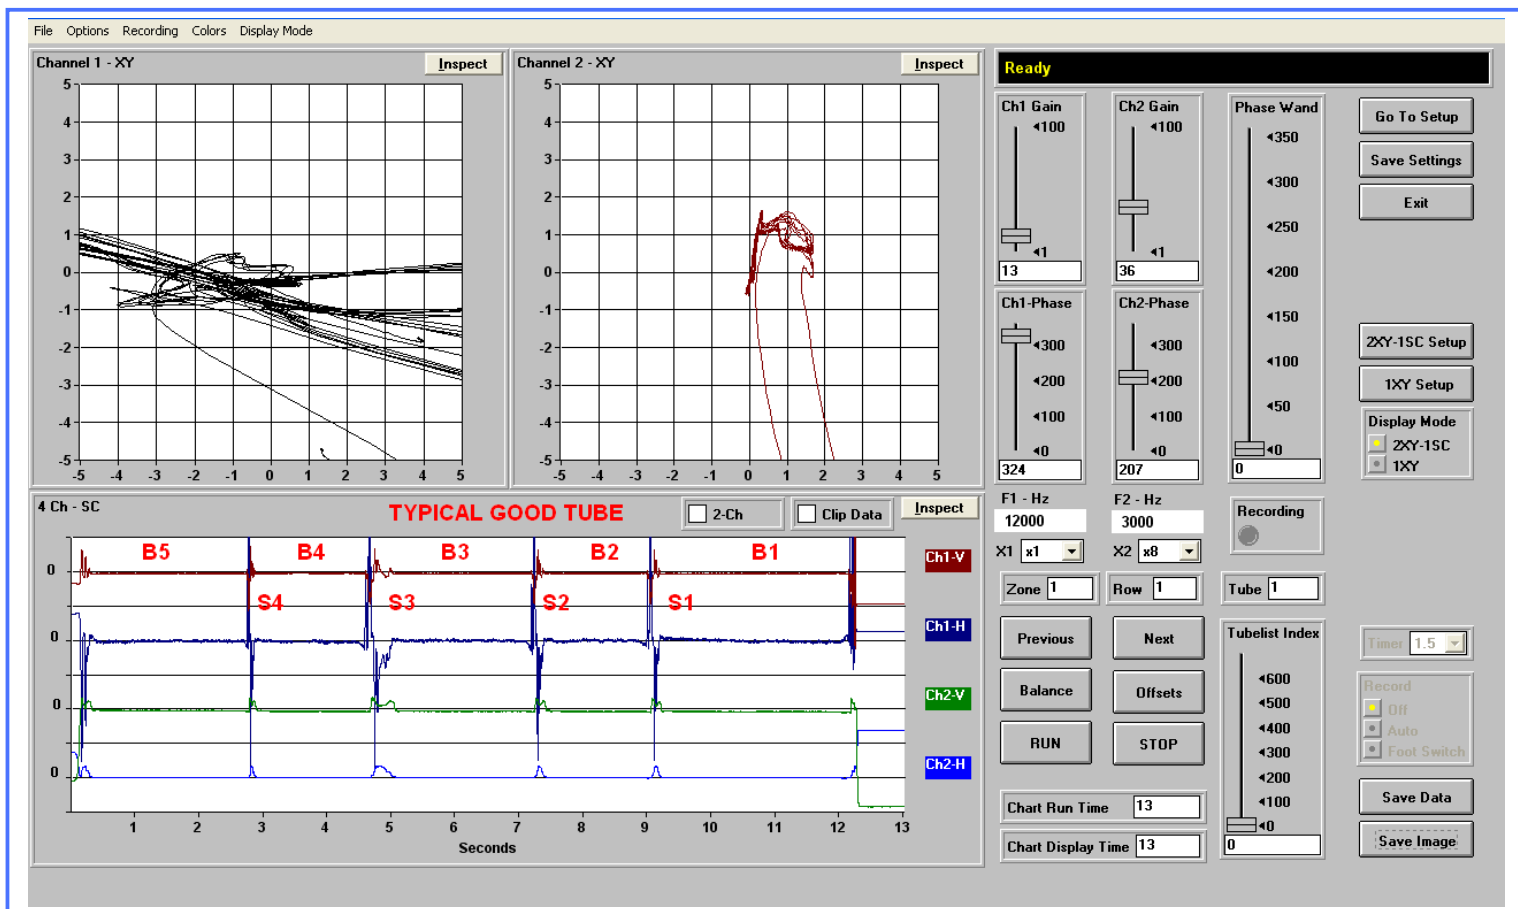 File Options Recording Colors Display Mode
Channel 1 - XY Inspect
5
4
3
2
1
0
-1
-2
-3
-4
-5
-5 -4 -3 -2 -1 0 1 2 3 4 5
Channel 2 - XY Inspect
5
4
3
2
1
0
-1
-2
-3
-4
-5
-5 -4 -3 -2 -1 0 1 2 3 4 5
4 Ch - SC TYPICAL GOOD TUBE 2-Ch Clip Data Inspect
B5 B4 B3 B2 B1
S4 S3 S2 S1
0
0
0
0
Ch1-V
Ch1-H
Ch2-V
Ch2-H
1 2 3 4 5 6 7 8 9 10 11 12 13
Seconds
Ready
Ch1 Gain
100
1
13
Ch2 Gain
100
1
36
Phase Wand
350
300
250
200
150
100
50
0
0
Ch1-Phase
300
200
100
0
324
Ch2-Phase
300
200
100
0
207
Go To Setup
Save Settings
Exit
2XY-1SC Setup
1XY Setup
Display Mode
2XY-1SC
1XY
F1 - Hz
12000
X1 x1
F2 - Hz
3000
X2 x8
Recording
Zone 1 Row 1 Tube 1
Previous Next
Balance Offsets
RUN STOP
Chart Run Time 13
Chart Display Time 13
Tubelist Index
600
500
400
300
200
100
0
0
Timer 1.5
Record
Off
Auto
Foot Switch
Save Data
Save Image